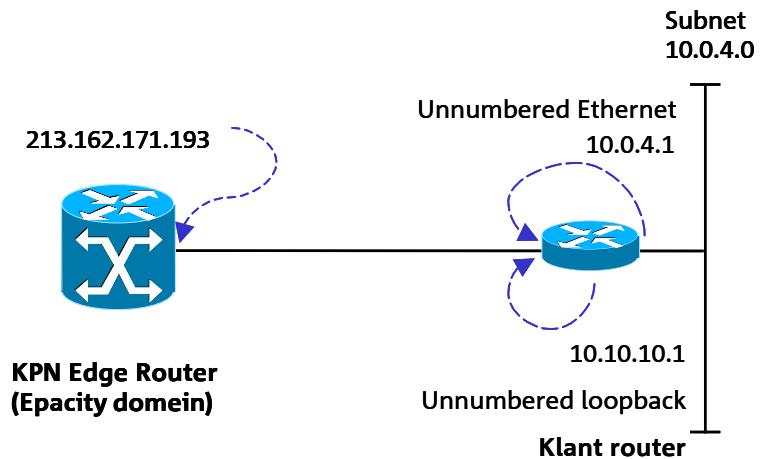 Subnet
10.0.4.0
Unnumbered Ethernet
10.0.4.1
213.162.171.193
KPN Edge Router
(Epacity domein)
10.10.10.1
Unnumbered loopback
Klant router